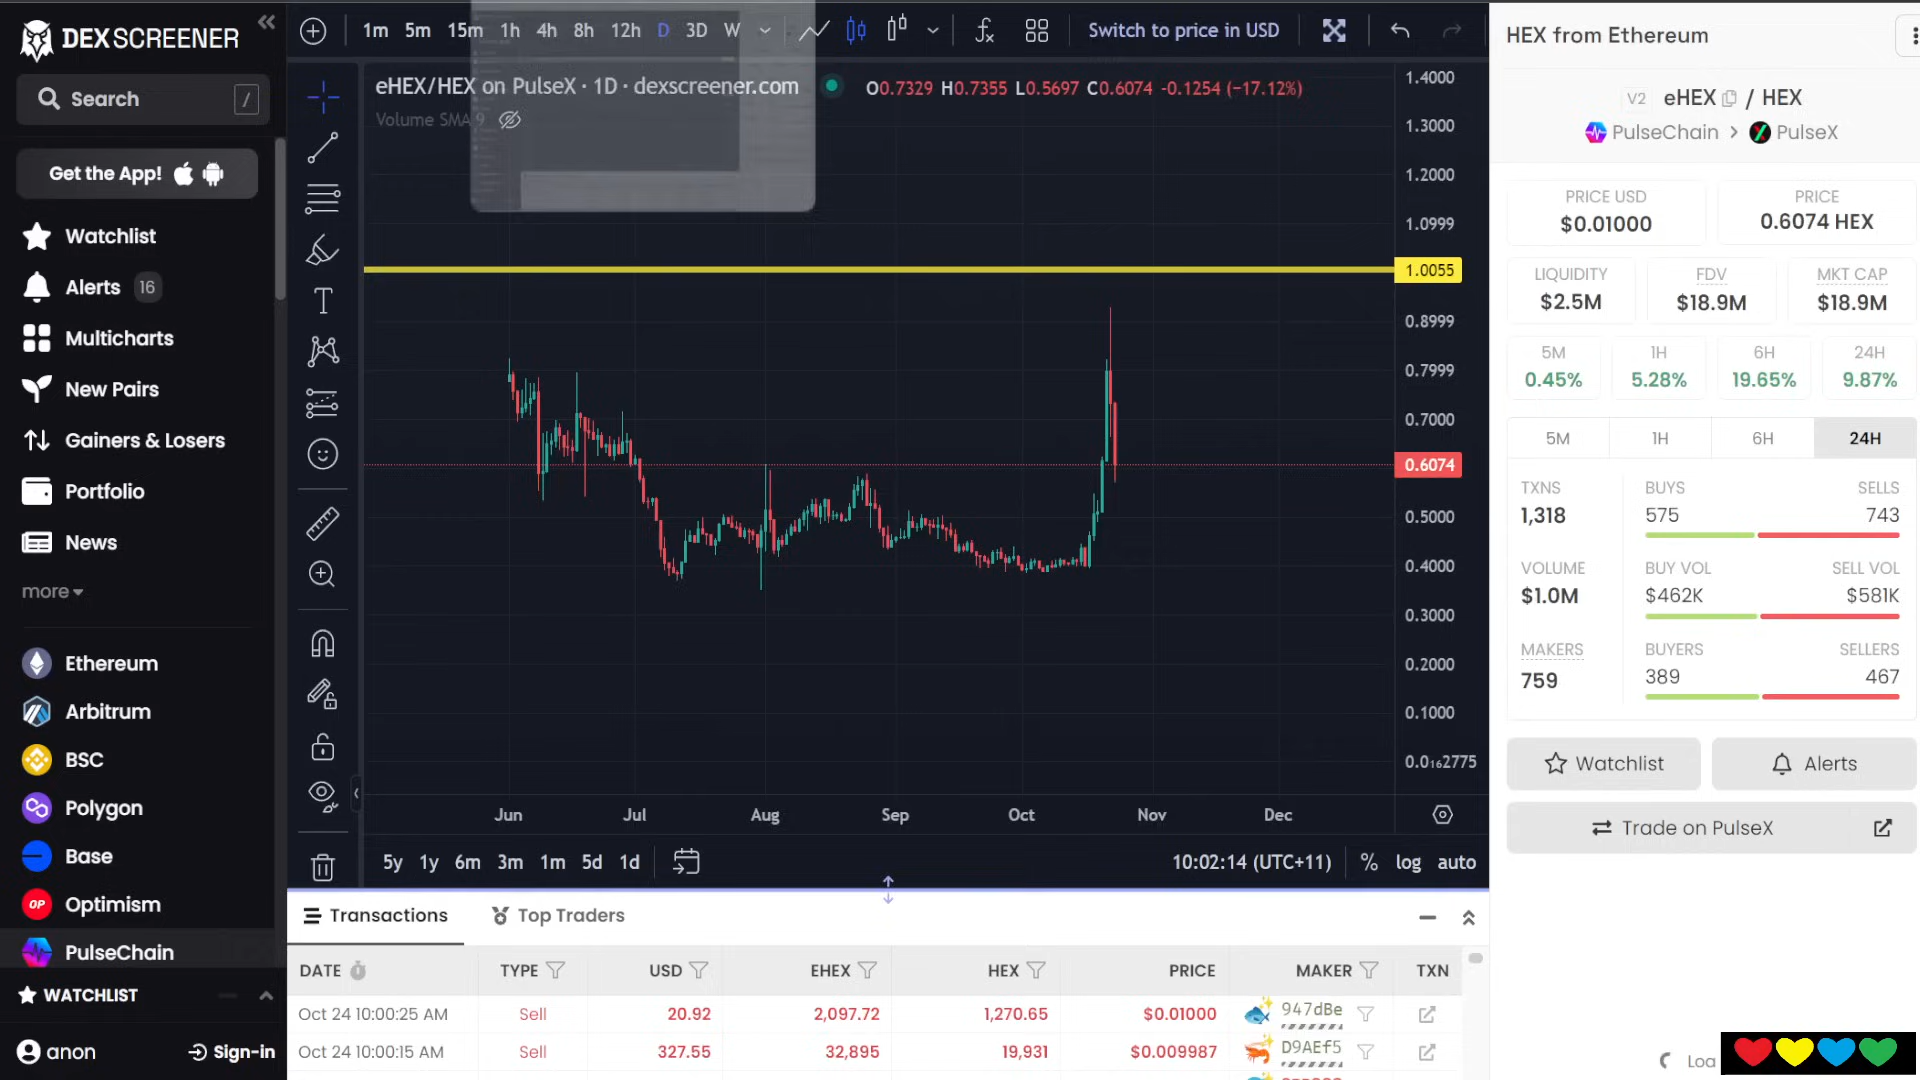 DEX SCREENER
Search /
Get the App!
Watchlist
Alerts 16
Multicharts
New Pairs
Gainers & Losers
Portfolio
News
more
Ethereum
Arbitrum
BSC
Polygon
Base
Optimism
PulseChain
WATCHLIST
anon Sign-in
1m 5m 15m 1h 4h 8h 12h D 3D W Switch to price in USD
eHEX/HEX on PulseX · 1D · dexscreener.com O0.7329 H0.7355 L0.5697 C0.6074 -0.1254 (−17.12%)
Volume SMA 9
1.4000
1.3000
1.2000
1.0999
1.0055
0.8999
0.7999
0.7000
0.6074
0.5000
0.4000
0.3000
0.2000
0.1000
0.0₁₆2775
Jun Jul Aug Sep Oct Nov Dec
5y 1y 6m 3m 1m 5d 1d 10:02:14 (UTC+11) % log auto
Transactions Top Traders
DATE TYPE USD EHEX HEX PRICE MAKER TXN
Oct 24 10:00:25 AM Sell 20.92 2,097.72 1,270.65 $0.01000 947dBe
Oct 24 10:00:15 AM Sell 327.55 32,895 19,931 $0.009987 D9AEf5
HEX from Ethereum
V2 eHEX / HEX
PulseChain > PulseX
PRICE USD PRICE
$0.01000 0.6074 HEX
LIQUIDITY FDV MKT CAP
$2.5M $18.9M $18.9M
5M 1H 6H 24H
0.45% 5.28% 19.65% 9.87%
5M 1H 6H 24H
TXNS BUYS SELLS
1,318 575 743
VOLUME BUY VOL SELL VOL
$1.0M $462K $581K
MAKERS BUYERS SELLERS
759 389 467
Watchlist Alerts
Trade on PulseX
Loa